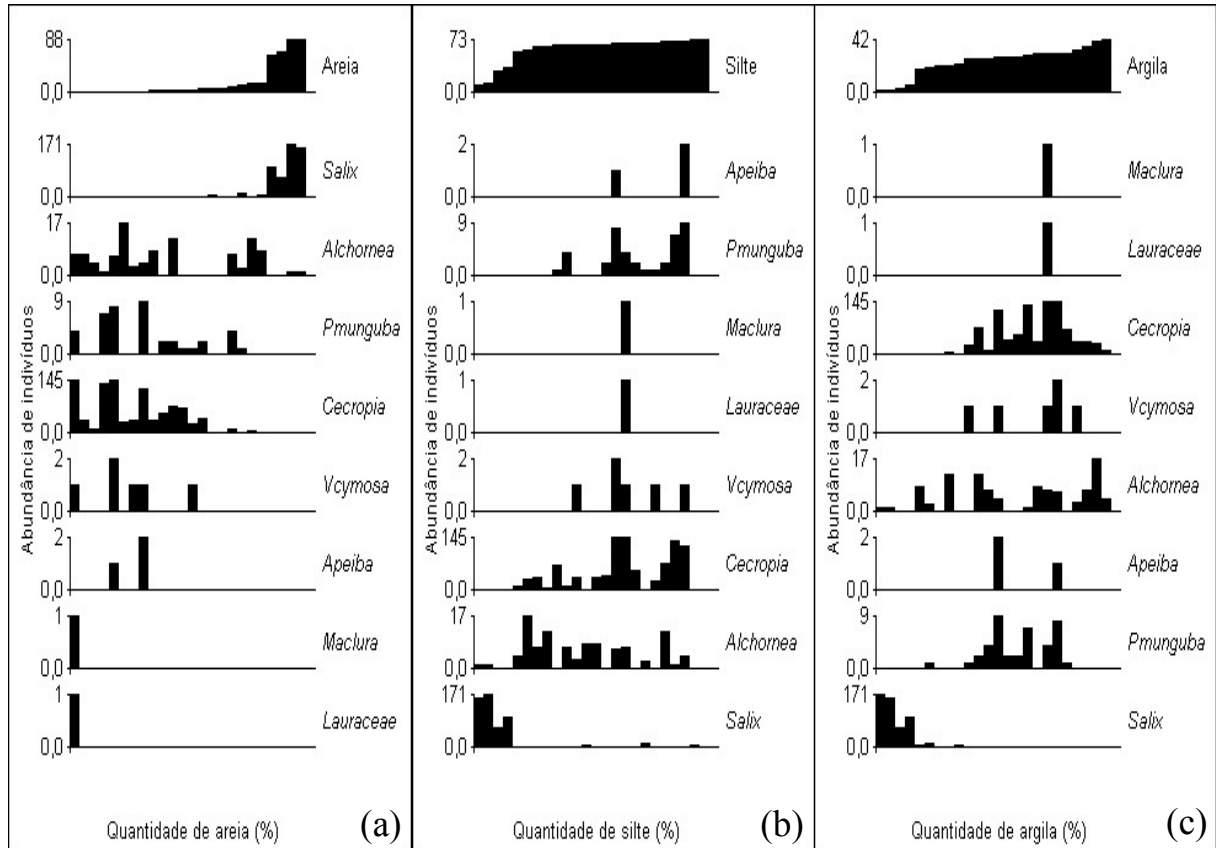 88
0,0
Areia
171
0,0
Salix
17
0,0
Alchornea
9
0,0
Pmunguba
145
0,0
Cecropia
2
0,0
Vcymosa
2
0,0
Apeiba
1
0,0
Maclura
1
0,0
Lauraceae
Abundância de indivíduos
Quantidade de areia (%)
(a)
73
0,0
Silte
2
0,0
Apeiba
9
0,0
Pmunguba
1
0,0
Maclura
1
0,0
Lauraceae
2
0,0
Vcymosa
145
0,0
Cecropia
17
0,0
Alchornea
171
0,0
Salix
Abundância de indivíduos
Quantidade de silte (%)
(b)
42
0,0
Argila
1
0,0
Maclura
1
0,0
Lauraceae
145
0,0
Cecropia
2
0,0
Vcymosa
17
0,0
Alchornea
2
0,0
Apeiba
9
0,0
Pmunguba
171
0,0
Salix
Abundância de indivíduos
Quantidade de argila (%)
(c)